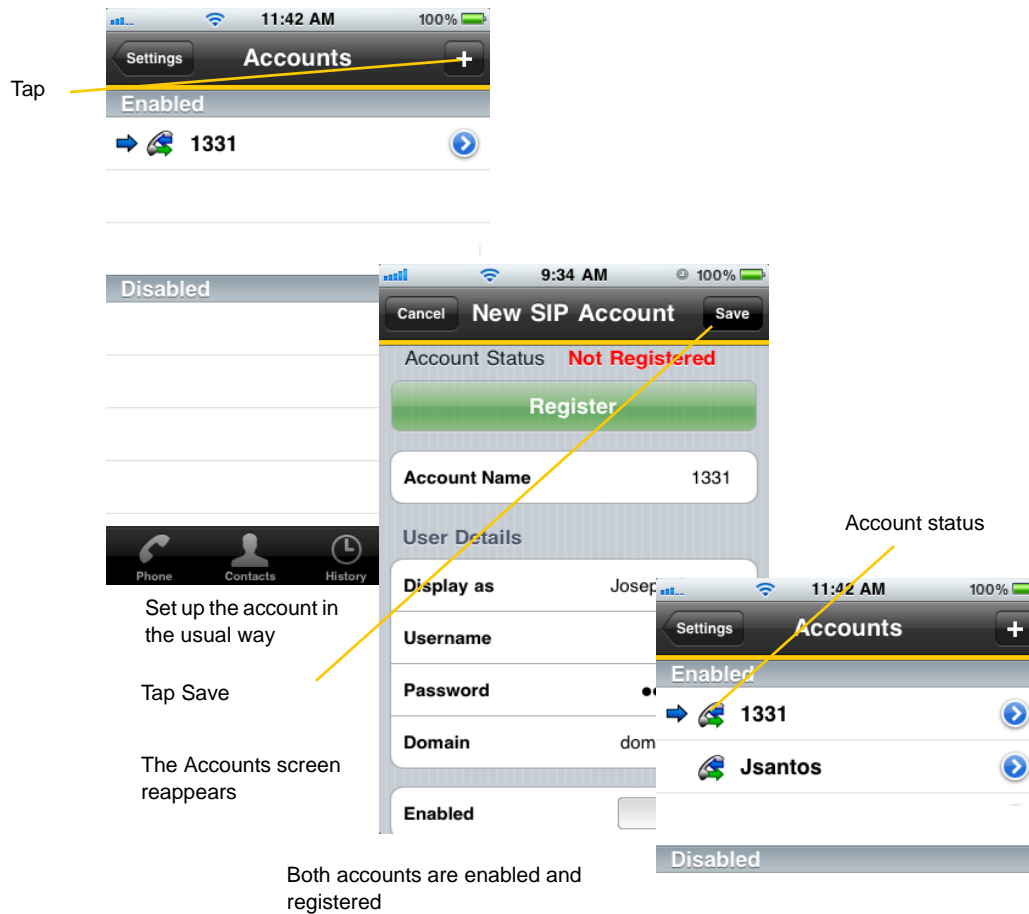 11:42 AM 100%
Settings Accounts +
Tap
Enabled
1331
Disabled
Phone Contacts History
9:34 AM 100%
Cancel New SIP Account Save
Account Status Not Registered
Register
Account Name 1331
User Details
Display as Josep
Username
Password
Domain dom
Enabled
Set up the account in
the usual way
Tap Save
The Accounts screen
reappears
Account status
11:42 AM 100%
Settings Accounts +
Enabled
1331
Jsantos
Disabled
Both accounts are enabled and
registered